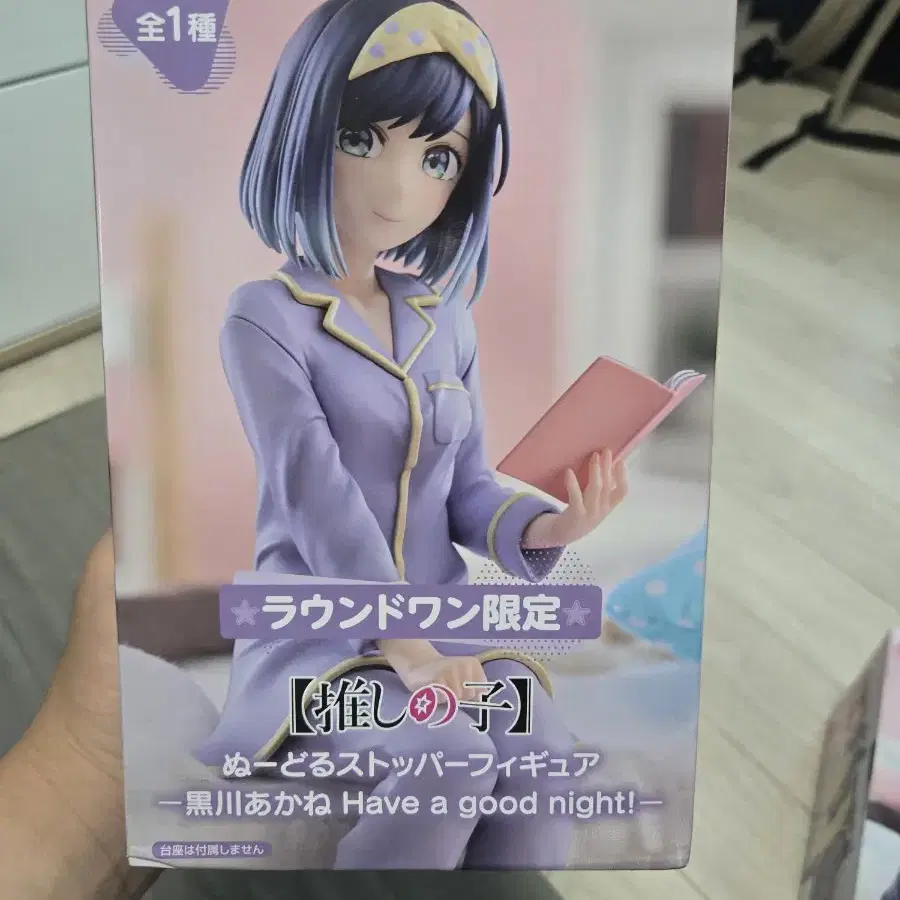 全1種
ラウンドワン限定
【推しの子】
ぬーどるストッパーフィギュア
―黒川あかね Have a good night!―
台座は付属しません